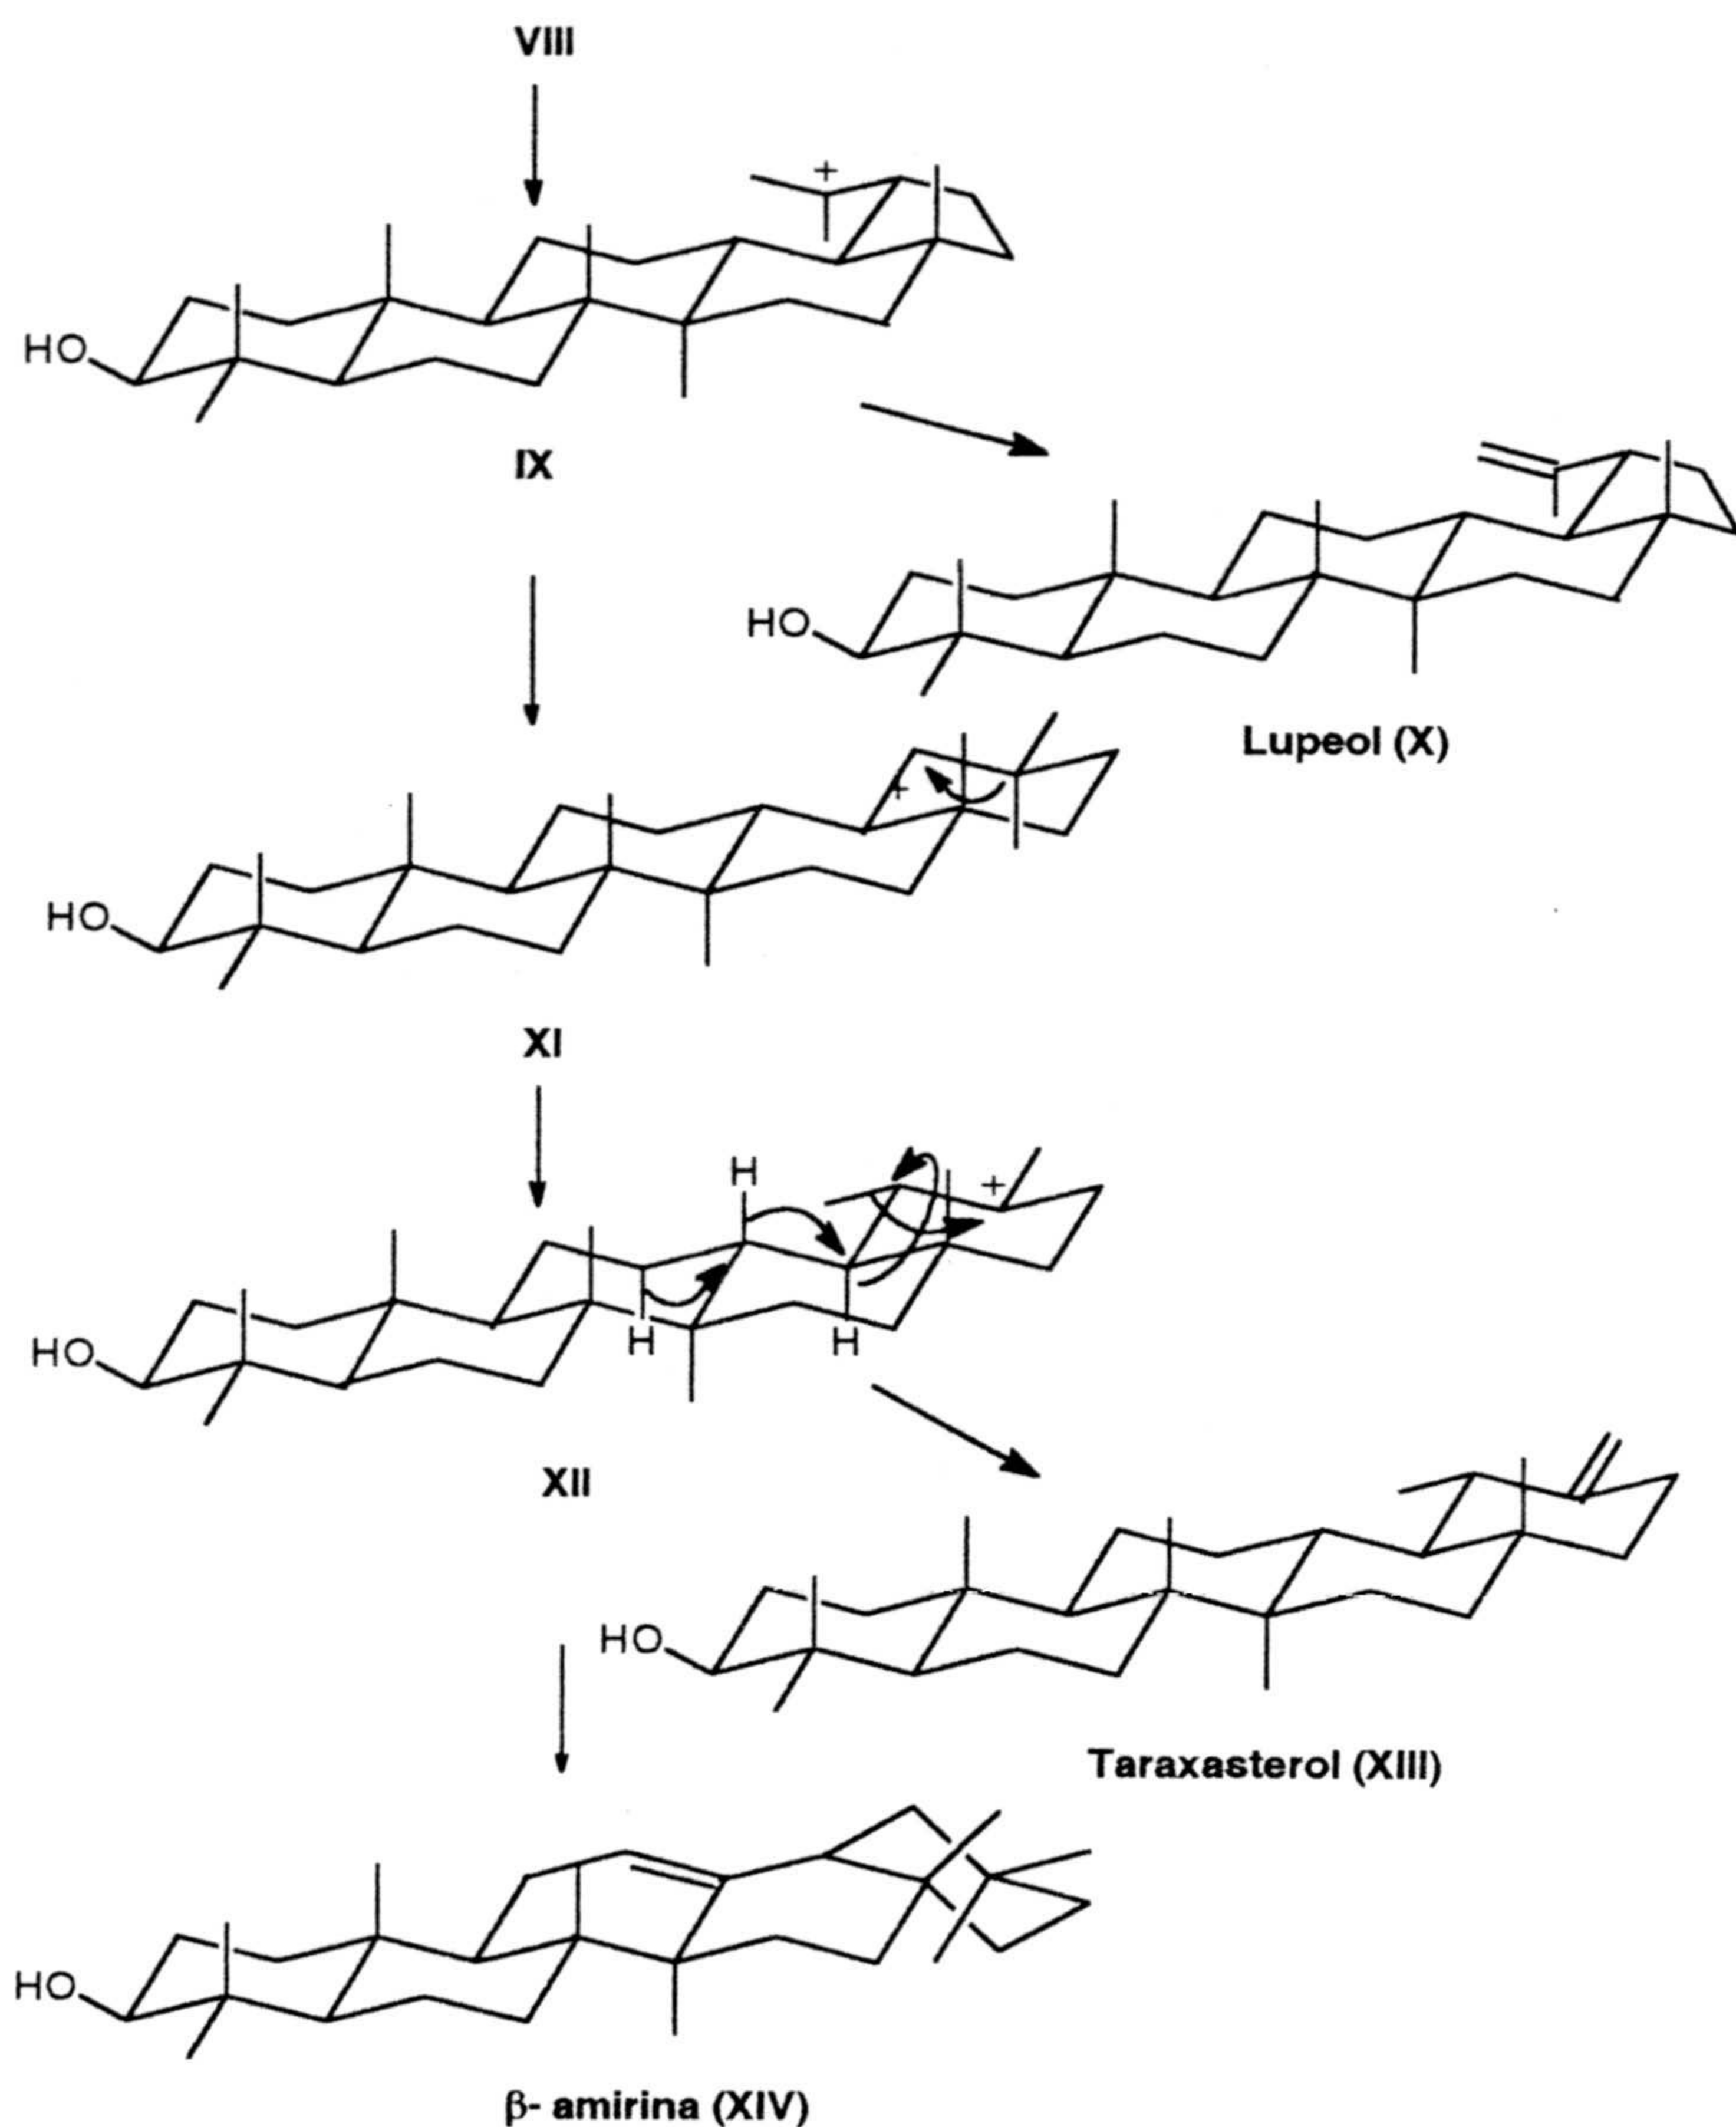 VIII
+
HO
IX
HO
Lupeol (X)
+
HO
XI
H
+
H
H
HO
XII
HO
Taraxasterol (XIII)
HO
β- amirina (XIV)